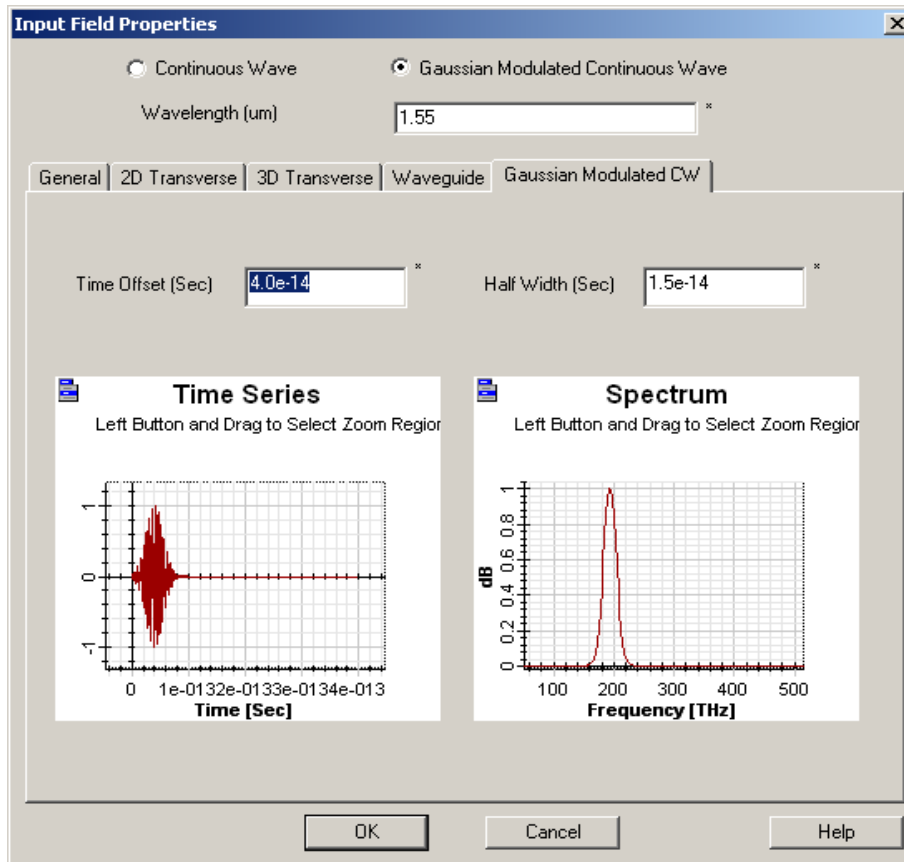 Input Field Properties
Continuous Wave Gaussian Modulated Continuous Wave
Wavelength (um) 1.55 *
General 2D Transverse 3D Transverse Waveguide Gaussian Modulated CW
Time Offset (Sec) 4.0e-14 * Half Width (Sec) 1.5e-14 *
Time Series
Left Button and Drag to Select Zoom Region
1
0
-1
0 1e-0132e-0133e-0134e-013
Time [Sec]
Spectrum
Left Button and Drag to Select Zoom Region
dB
1
0.8
0.6
0.4
0.2
0
100 200 300 400 500
Frequency [THz]
OK Cancel Help